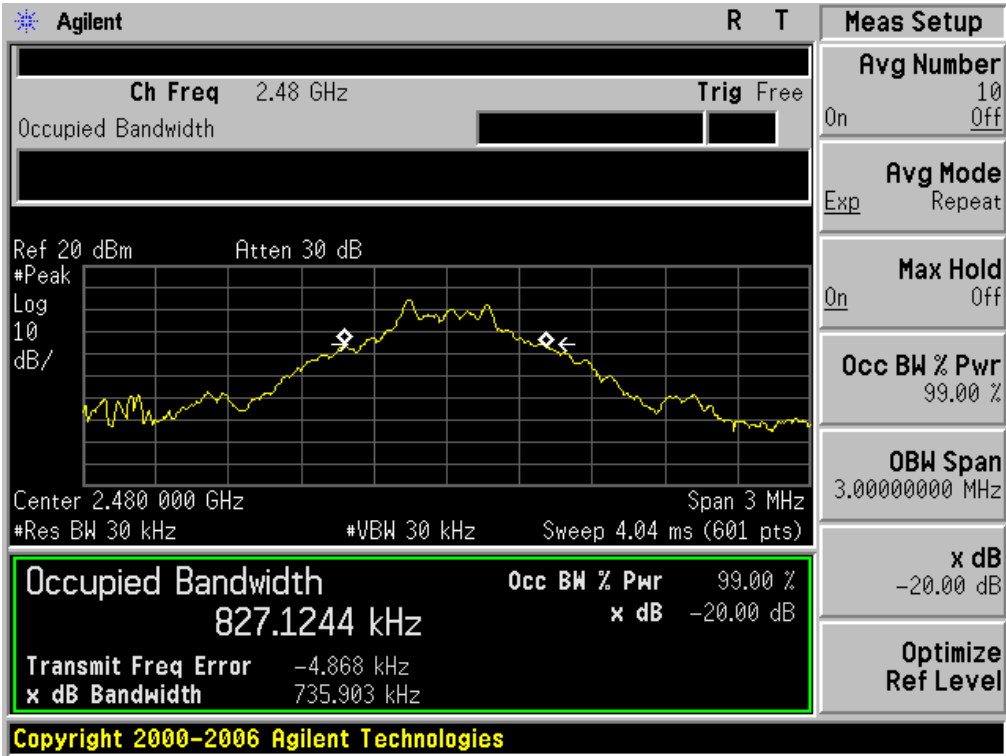 Agilent R T
Meas Setup
Ch Freq 2.48 GHz Trig Free
Occupied Bandwidth
Ref 20 dBm Atten 30 dB
#Peak
Log
10
dB/
Center 2.480 000 GHz Span 3 MHz
#Res BW 30 kHz #VBW 30 kHz Sweep 4.04 ms (601 pts)
Occupied Bandwidth Occ BW % Pwr 99.00 %
827.1244 kHz x dB -20.00 dB
Transmit Freq Error -4.868 kHz
x dB Bandwidth 735.903 kHz
Avg Number
10
On Off
Avg Mode
Exp Repeat
Max Hold
On Off
Occ BW % Pwr
99.00 %
OBW Span
3.00000000 MHz
x dB
-20.00 dB
Optimize
Ref Level
Copyright 2000-2006 Agilent Technologies